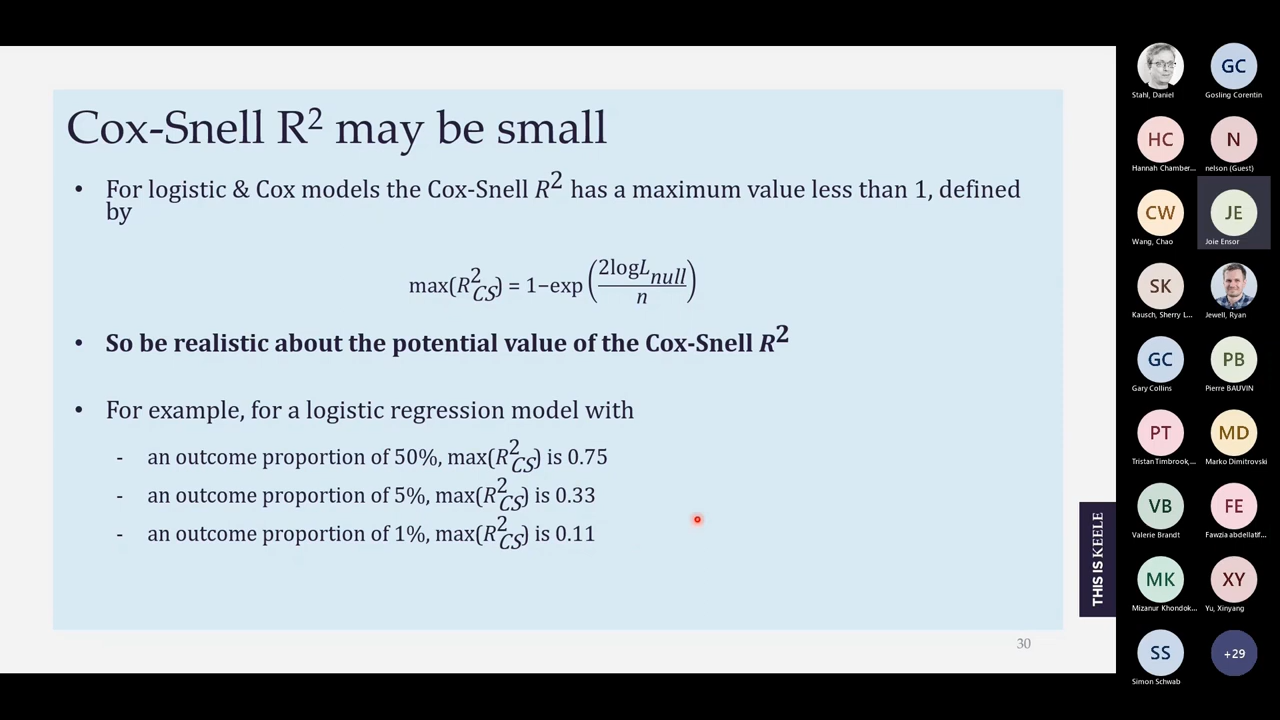 Cox-Snell R² may be small
• For logistic & Cox models the Cox-Snell R² has a maximum value less than 1, defined
by
max(R²CS) = 1−exp(2logLnull/n)
• So be realistic about the potential value of the Cox-Snell R²
• For example, for a logistic regression model with
- an outcome proportion of 50%, max(R²CS) is 0.75
- an outcome proportion of 5%, max(R²CS) is 0.33
- an outcome proportion of 1%, max(R²CS) is 0.11
30
THIS IS KEELE
Stahl, Daniel
GC
Gosling Corentin
HC
Hannah Chamber...
N
nelson (Guest)
CW
Wang, Chao
JE
Joie Ensor
SK
Kausch, Sherry L...
Jewell, Ryan
GC
Gary Collins
PB
Pierre BAUVIN
PT
Tristan Timbrook,...
MD
Marko Dimitrovski
VB
Valerie Brandt
FE
Fawzia abdellatif...
MK
Mizanur Khondok...
XY
Yu, Xinyang
SS
Simon Schwab
+29